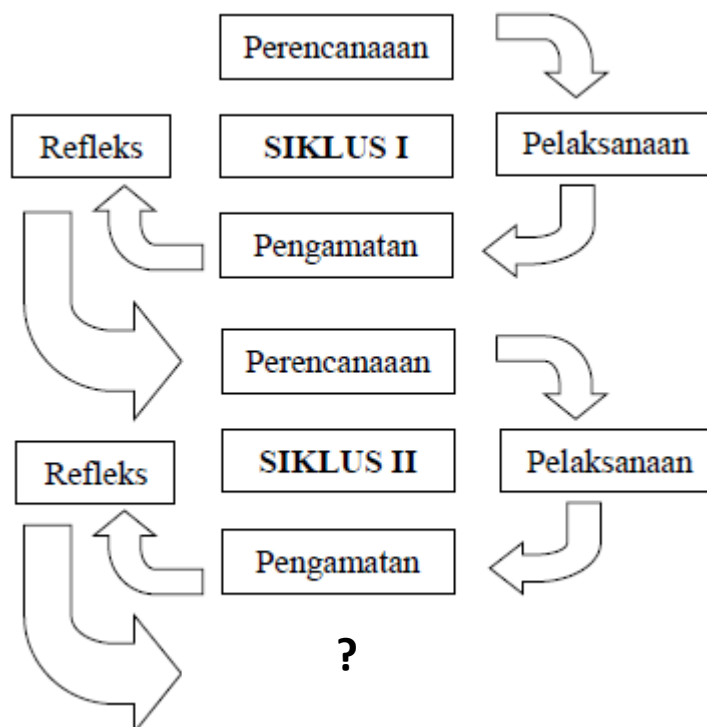 Perencanaaan
Refleks
SIKLUS I
Pelaksanaan
Pengamatan
Perencanaaan
Refleks
SIKLUS II
Pelaksanaan
Pengamatan
?